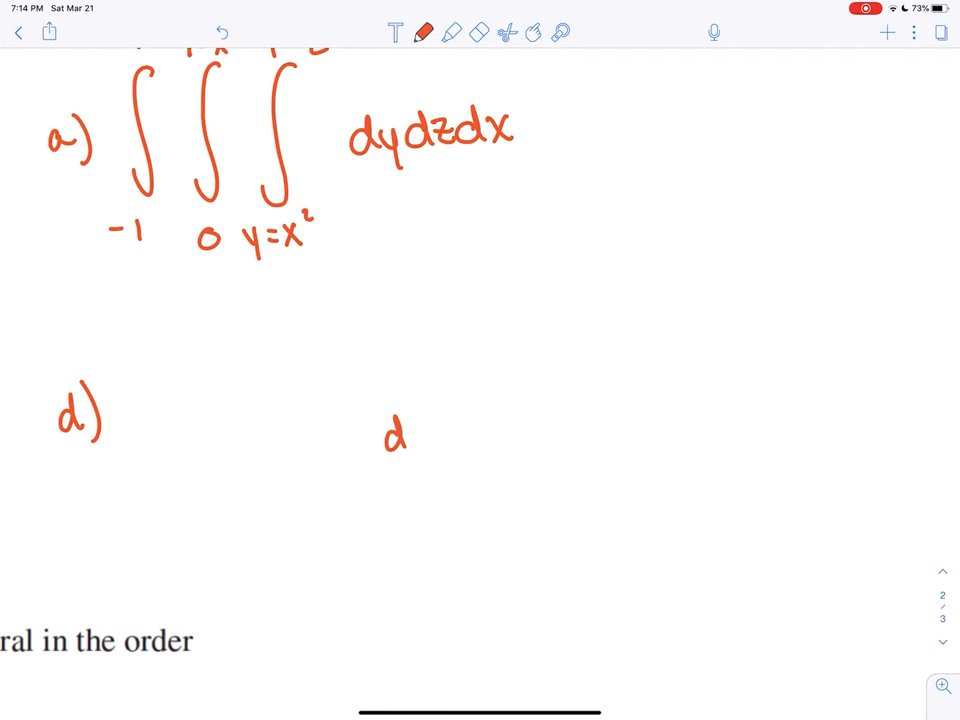 7:14 PM Sat Mar 21
73%
T
a) ∫ ∫ ∫ dydzdx
-1 0 y=x²
d) d
2
/
3
ral in the order